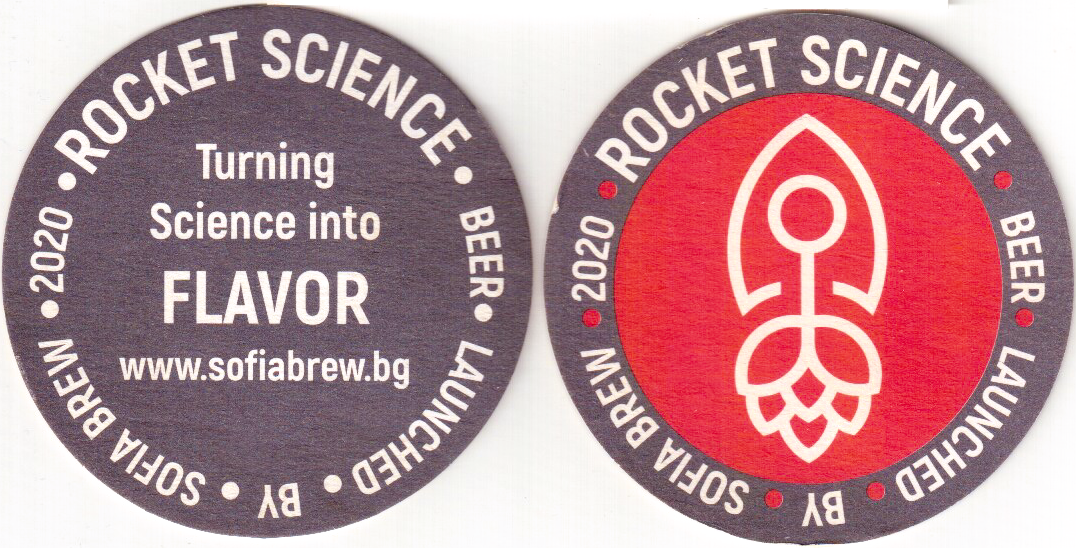 ROCKET SCIENCE • BEER • LAUNCHED • BY • SOFIA BREW • 2020 •
Turning
Science into
FLAVOR
www.sofiabrew.bg
ROCKET SCIENCE • BEER • LAUNCHED • BY • SOFIA BREW • 2020 •